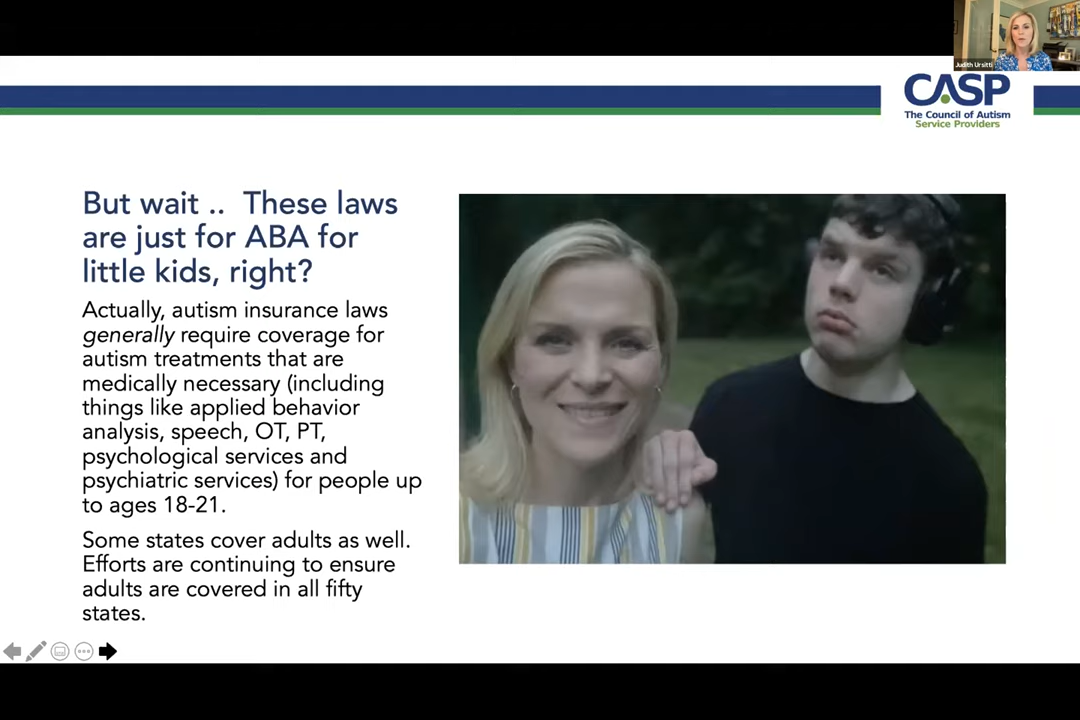 Judith Ursitti
CASP
The Council of Autism
Service Providers
But wait .. These laws
are just for ABA for
little kids, right?
Actually, autism insurance laws
generally require coverage for
autism treatments that are
medically necessary (including
things like applied behavior
analysis, speech, OT, PT,
psychological services and
psychiatric services) for people up
to ages 18-21.
Some states cover adults as well.
Efforts are continuing to ensure
adults are covered in all fifty
states.